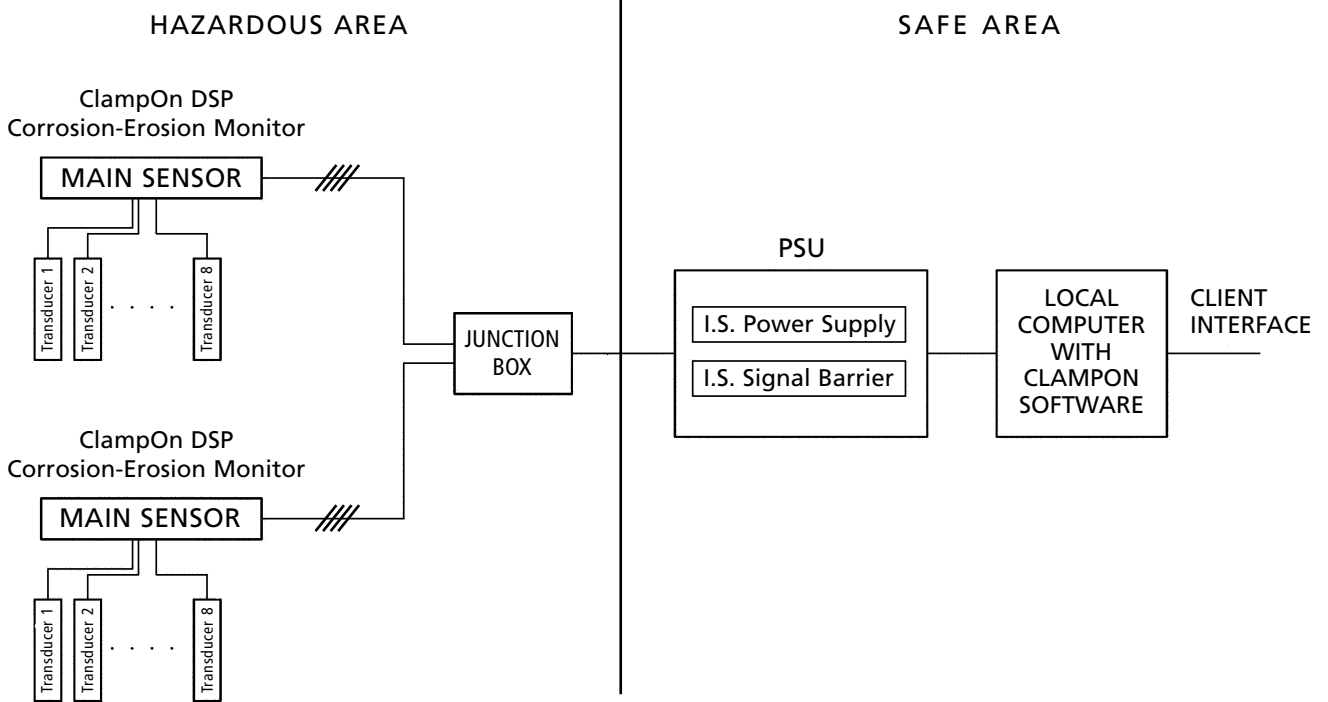 HAZARDOUS AREA
SAFE AREA
ClampOn DSP
Corrosion-Erosion Monitor
MAIN SENSOR
Transducer 1
Transducer 2
. . . .
Transducer 8
JUNCTION
BOX
PSU
I.S. Power Supply
I.S. Signal Barrier
LOCAL
COMPUTER
WITH
CLAMPON
SOFTWARE
CLIENT
INTERFACE
ClampOn DSP
Corrosion-Erosion Monitor
MAIN SENSOR
Transducer 1
Transducer 2
. . . .
Transducer 8